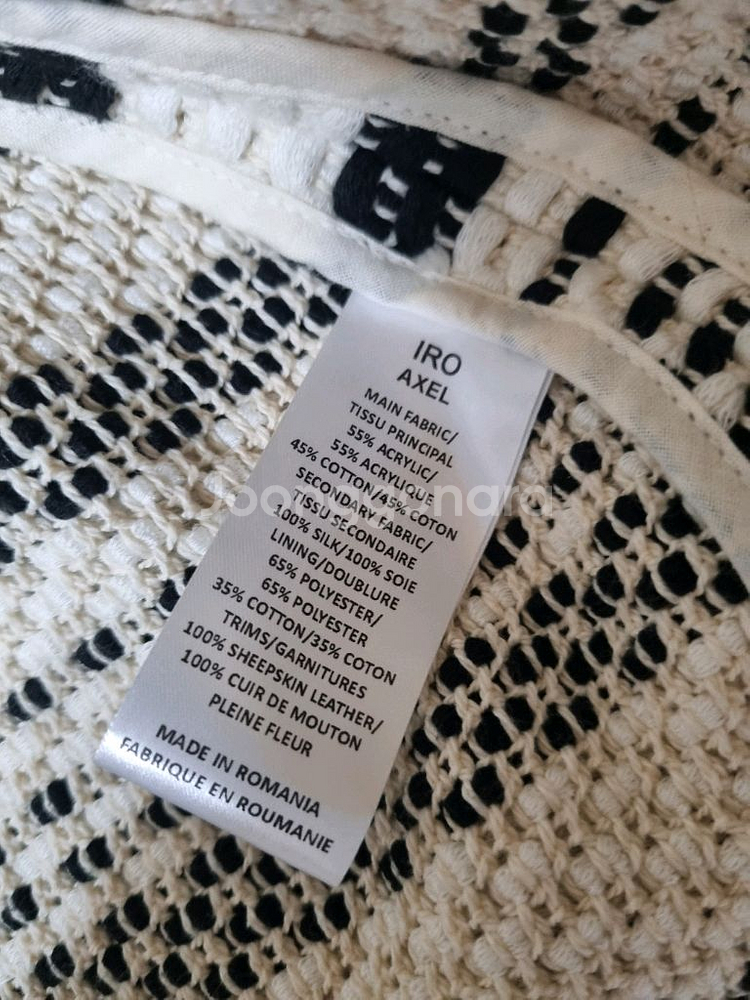 IRO
AXEL
MAIN FABRIC/
TISSU PRINCIPAL
55% ACRYLIC/
55% ACRYLIQUE
45% COTTON/45% COTON
SECONDARY FABRIC/
TISSU SECONDAIRE
100% SILK/100% SOIE
LINING/DOUBLURE
65% POLYESTER/
65% POLYESTER
35% COTTON/35% COTON
TRIMS/GARNITURES
100% SHEEPSKIN LEATHER/
100% CUIR DE MOUTON
PLEINE FLEUR
MADE IN ROMANIA
FABRIQUE EN ROUMANIE